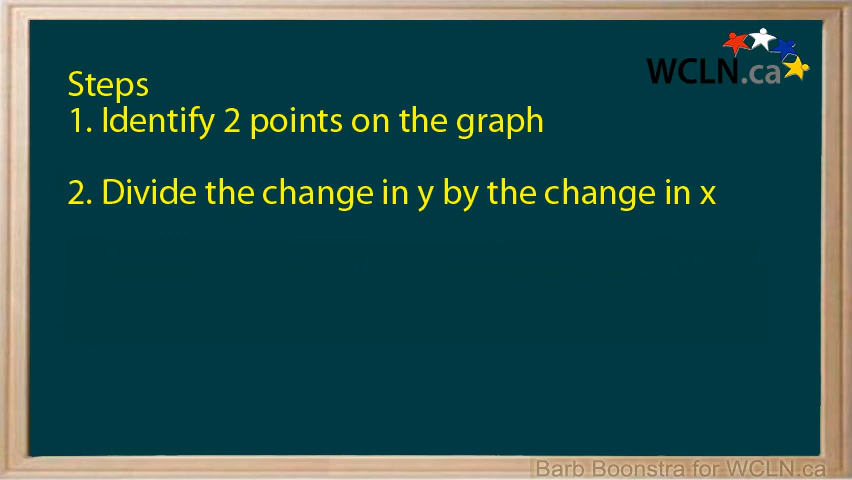 WCLN.ca
Steps
1. Identify 2 points on the graph
2. Divide the change in y by the change in x
Barb Boonstra for WCLN.ca